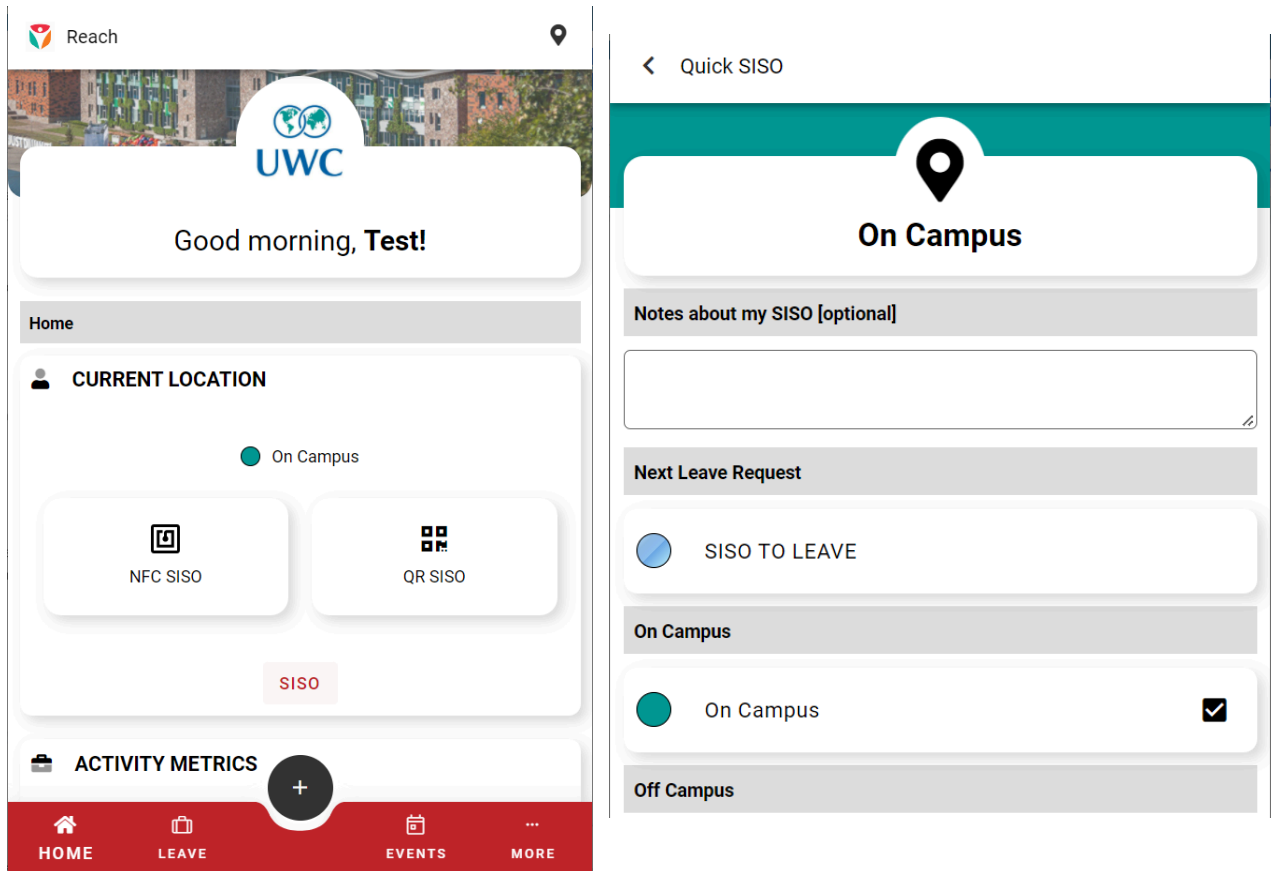 Reach
UWC
Good morning, Test!
Home
CURRENT LOCATION
On Campus
NFC SISO
QR SISO
SISO
ACTIVITY METRICS
+
HOME
LEAVE
EVENTS
MORE
Quick SISO
On Campus
Notes about my SISO [optional]
Next Leave Request
SISO TO LEAVE
On Campus
On Campus
Off Campus